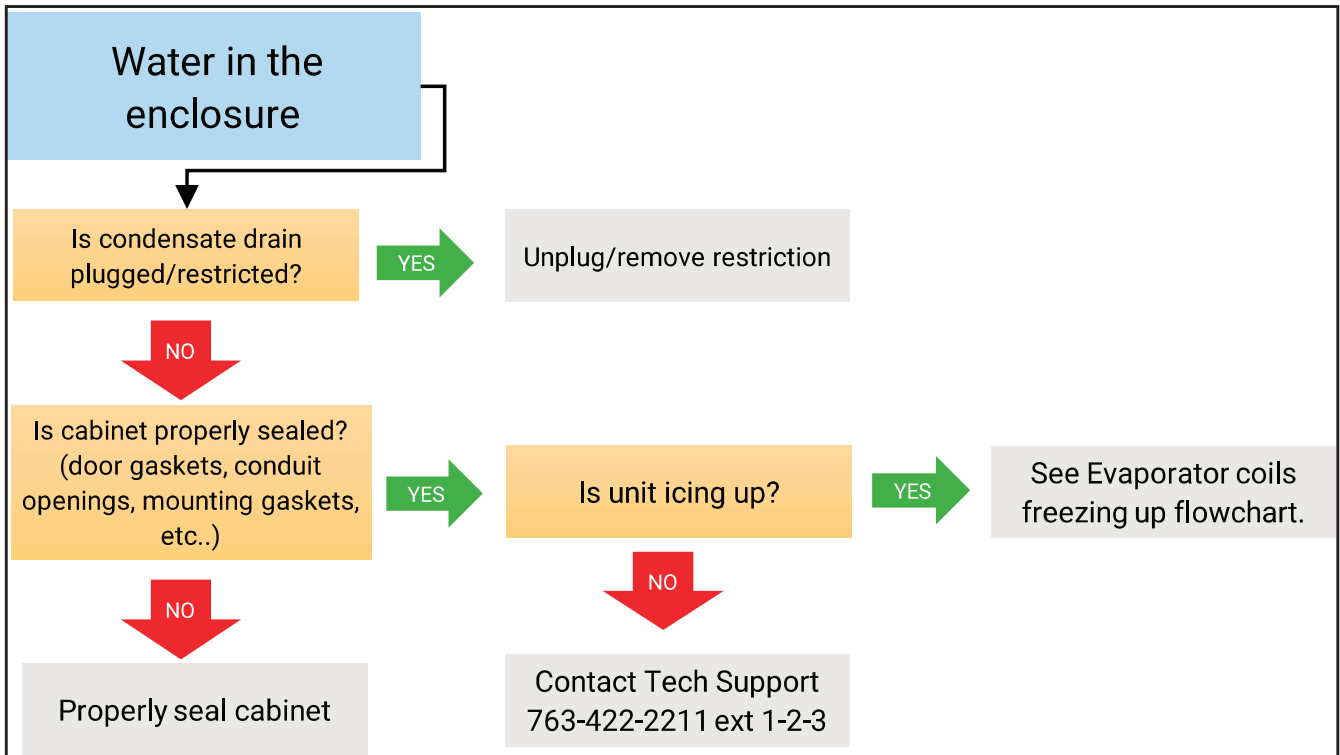 Water in the
enclosure
Is condensate drain
plugged/restricted?
YES
Unplug/remove restriction
NO
Is cabinet properly sealed?
(door gaskets, conduit
openings, mounting gaskets,
etc..)
YES
Is unit icing up?
YES
See Evaporator coils
freezing up flowchart.
NO
NO
Properly seal cabinet
Contact Tech Support
763-422-2211 ext 1-2-3